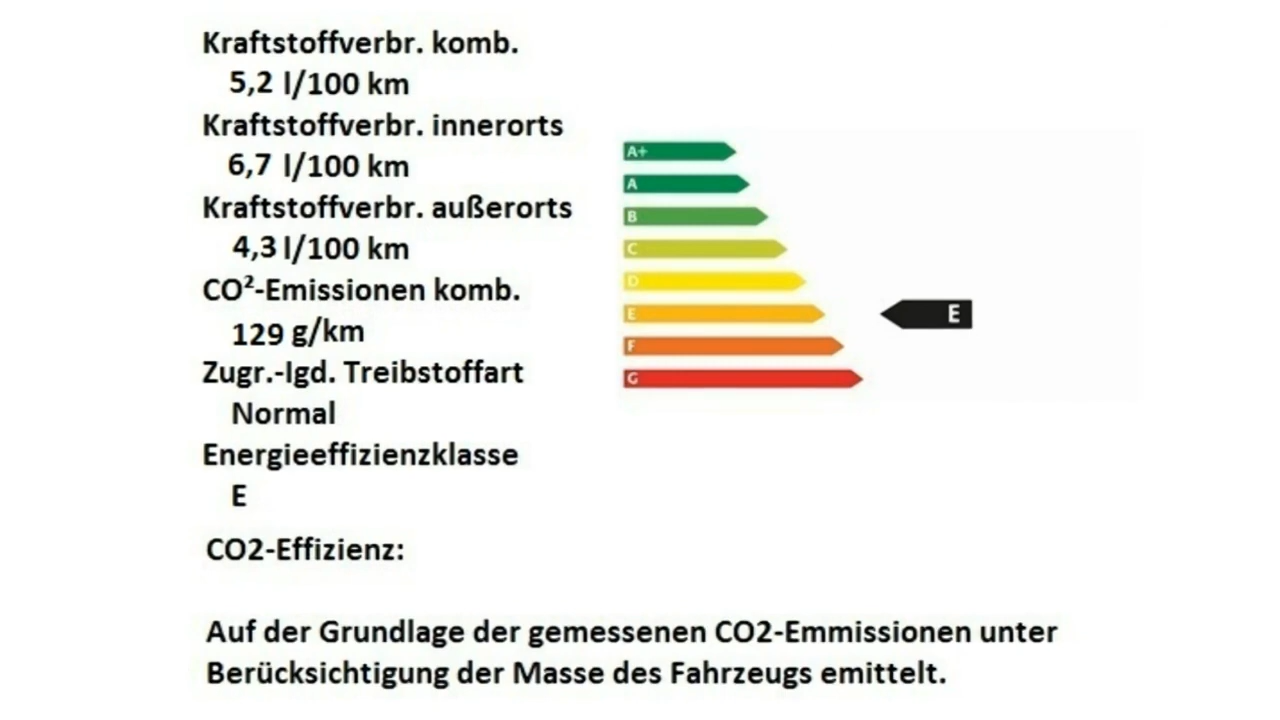 Kraftstoffverbr. komb.
5,2 l/100 km
Kraftstoffverbr. innerorts
6,7 l/100 km
Kraftstoffverbr. außerorts
4,3 l/100 km
CO²-Emissionen komb.
129 g/km
Zugr.-lgd. Treibstoffart
Normal
Energieeffizienzklasse
E
A+
A
B
C
D
E
E
F
G
CO2-Effizienz:
Auf der Grundlage der gemessenen CO2-Emmissionen unter
Berücksichtigung der Masse des Fahrzeugs emittelt.